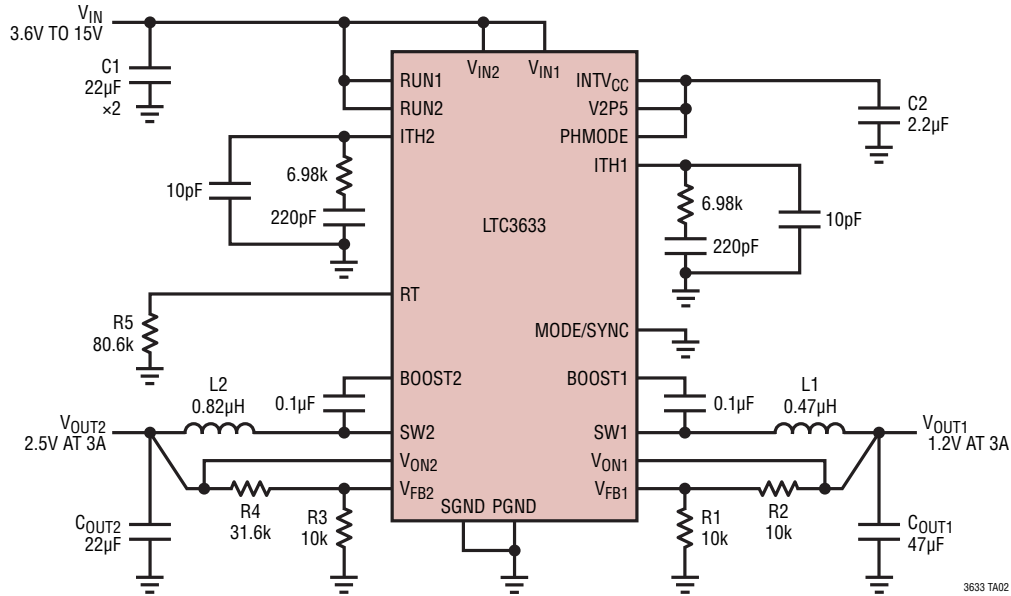 VIN
3.6V TO 15V
C1
22µF
×2
VIN2
VIN1
RUN1
RUN2
ITH2
INTVCC
V2P5
PHMODE
C2
2.2µF
ITH1
10pF
6.98k
220pF
6.98k
220pF
10pF
LTC3633
RT
R5
80.6k
MODE/SYNC
BOOST2
BOOST1
L2
0.82µH
0.1µF
0.1µF
L1
0.47µH
VOUT2
2.5V AT 3A
SW2
SW1
VOUT1
1.2V AT 3A
VON2
VON1
VFB2
VFB1
SGND PGND
R4
31.6k
R3
10k
COUT2
22µF
R1
10k
R2
10k
COUT1
47µF
3633 TA02